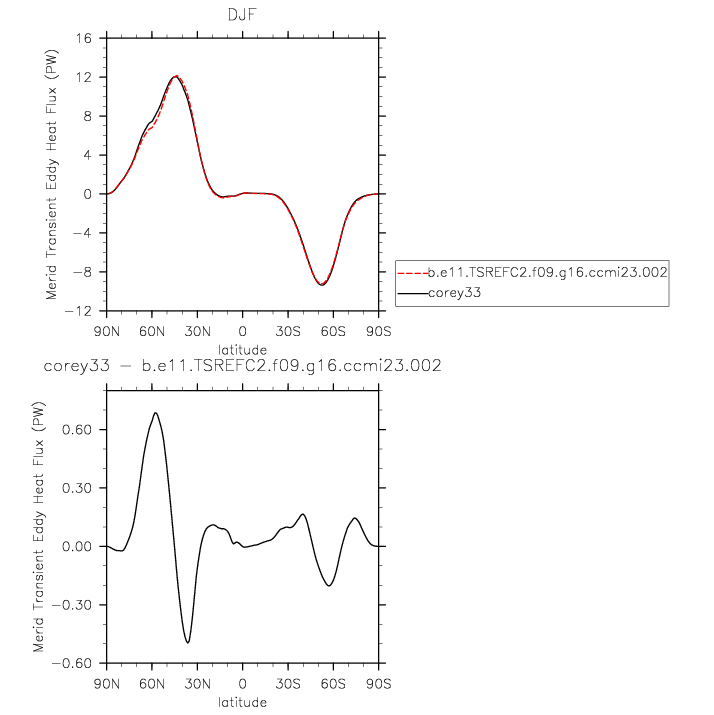 DJF
Merid Transient Eddy Heat Flux (PW)
16
12
8
4
0
−4
−8
−12
90N 60N 30N 0 30S 60S 90S
latitude
b.e11.TSREFC2.f09.g16.ccmi23.002
corey33
corey33 − b.e11.TSREFC2.f09.g16.ccmi23.002
Merid Transient Eddy Heat Flux (PW)
0.60
0.30
0.00
−0.30
−0.60
90N 60N 30N 0 30S 60S 90S
latitude